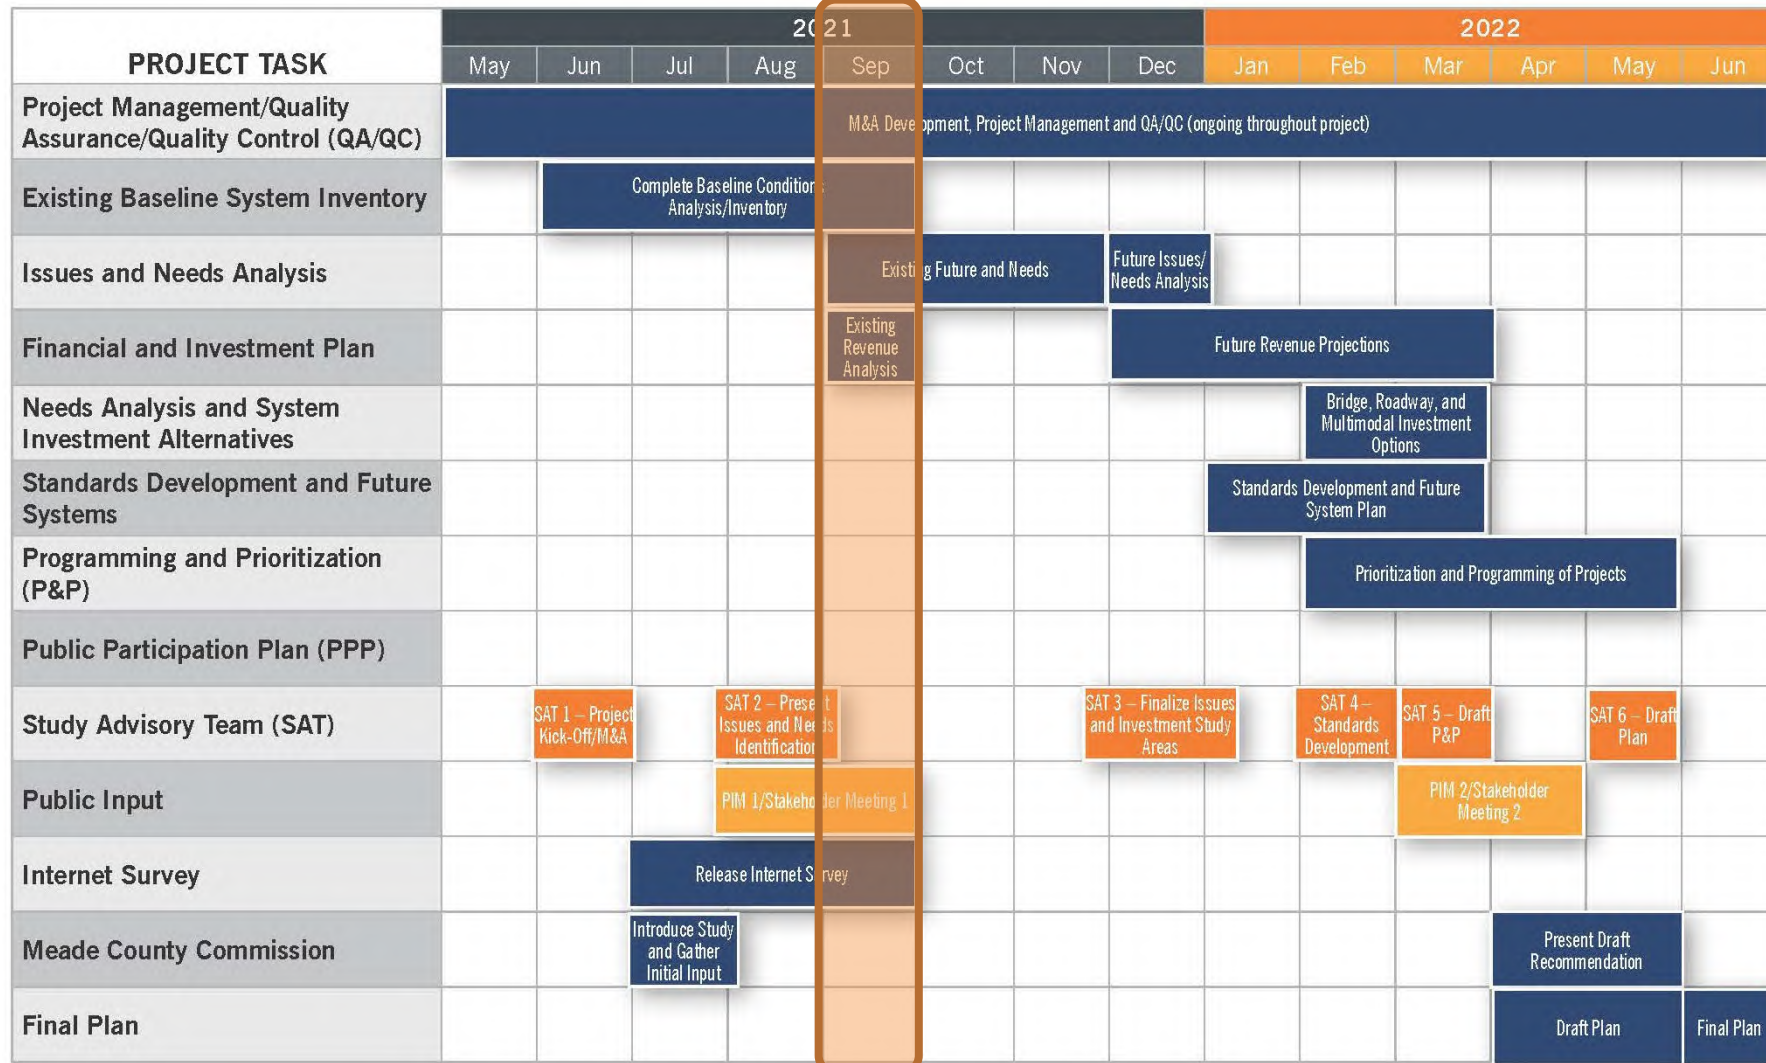 2021
2022
PROJECT TASK
May Jun Jul Aug Sep Oct Nov Dec Jan Feb Mar Apr May Jun
Project Management/Quality
Assurance/Quality Control (QA/QC)
M&A Development, Project Management and QA/QC (ongoing throughout project)
Existing Baseline System Inventory
Complete Baseline Conditions
Analysis/Inventory
Issues and Needs Analysis
Existing Future and Needs
Future Issues/
Needs Analysis
Financial and Investment Plan
Existing
Revenue
Analysis
Future Revenue Projections
Needs Analysis and System
Investment Alternatives
Bridge, Roadway, and
Multimodal Investment
Options
Standards Development and Future
Systems
Standards Development and Future
System Plan
Programming and Prioritization
(P&P)
Prioritization and Programming of Projects
Public Participation Plan (PPP)
Study Advisory Team (SAT)
SAT 1 – Project
Kick-Off/M&A
SAT 2 – Present
Issues and Needs
Identification
SAT 3 – Finalize Issues
and Investment Study
Areas
SAT 4 –
Standards
Development
SAT 5 – Draft
P&P
SAT 6 – Draft
Plan
Public Input
PIM 1/Stakeholder Meeting 1
PIM 2/Stakeholder
Meeting 2
Internet Survey
Release Internet Survey
Meade County Commission
Introduce Study
and Gather
Initial Input
Present Draft
Recommendation
Final Plan
Draft Plan
Final Plan